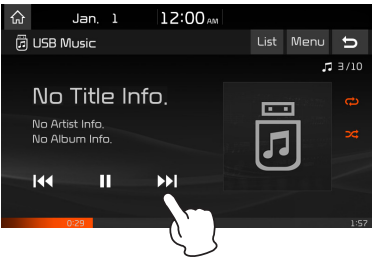 Jan. 1 12:00 AM
USB Music List Menu
3/10
No Title Info.
No Artist Info.
No Album Info.
0:29 1:57